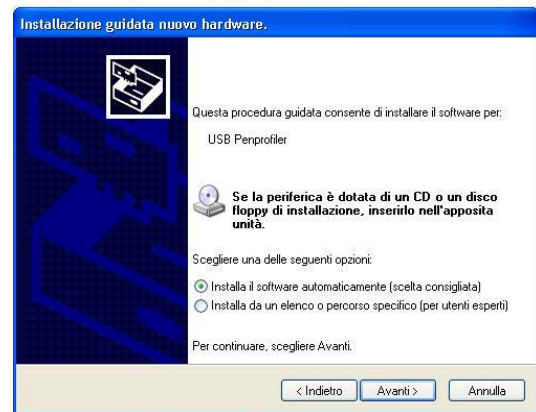 Installazione guidata nuovo hardware.
Questa procedura guidata consente di installare il software per:
USB Penprofiler
Se la periferica è dotata di un CD o un disco
floppy di installazione, inserirlo nell'apposita
unità.
Scegliere una delle seguenti opzioni:
Installa il software automaticamente (scelta consigliata)
Installa da un elenco o percorso specifico (per utenti esperti)
Per continuare, scegliere Avanti.
< Indietro
Avanti >
Annulla